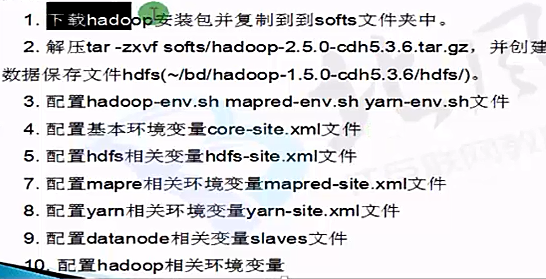 1. 下载hadoop安装包并复制到到softs文件夹中。
2. 解压tar -zxvf softs/hadoop-2.5.0-cdh5.3.6.tar.gz，并创建
数据保存文件hdfs(~/bd/hadoop-1.5.0-cdh5.3.6/hdfs/)。
3. 配置hadoop-env.sh mapred-env.sh yarn-env.sh文件
4. 配置基本环境变量core-site.xml文件
5. 配置hdfs相关变量hdfs-site.xml文件
7. 配置mapre相关环境变量mapred-site.xml文件
8. 配置yarn相关环境变量yarn-site.xml文件
9. 配置datanode相关变量slaves文件
10. 配置hadoop相关环境变量